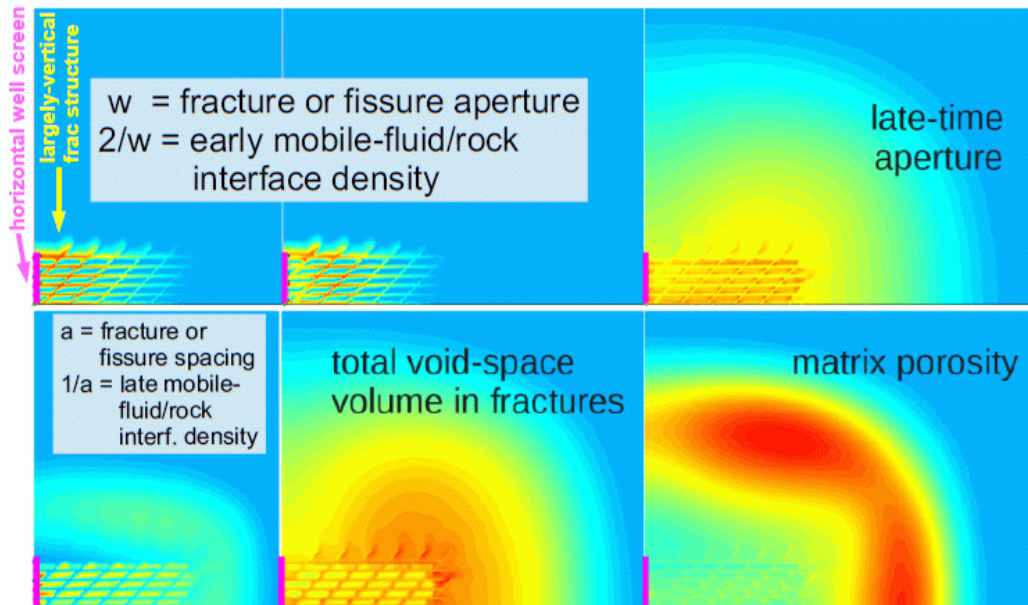 horizontal well screen
largely-vertical
frac structure
w = fracture or fissure aperture
2/w = early mobile-fluid/rock
interface density
late-time
aperture
a = fracture or
fissure spacing
1/a = late mobile-
fluid/rock
interf. density
total void-space
volume in fractures
matrix porosity